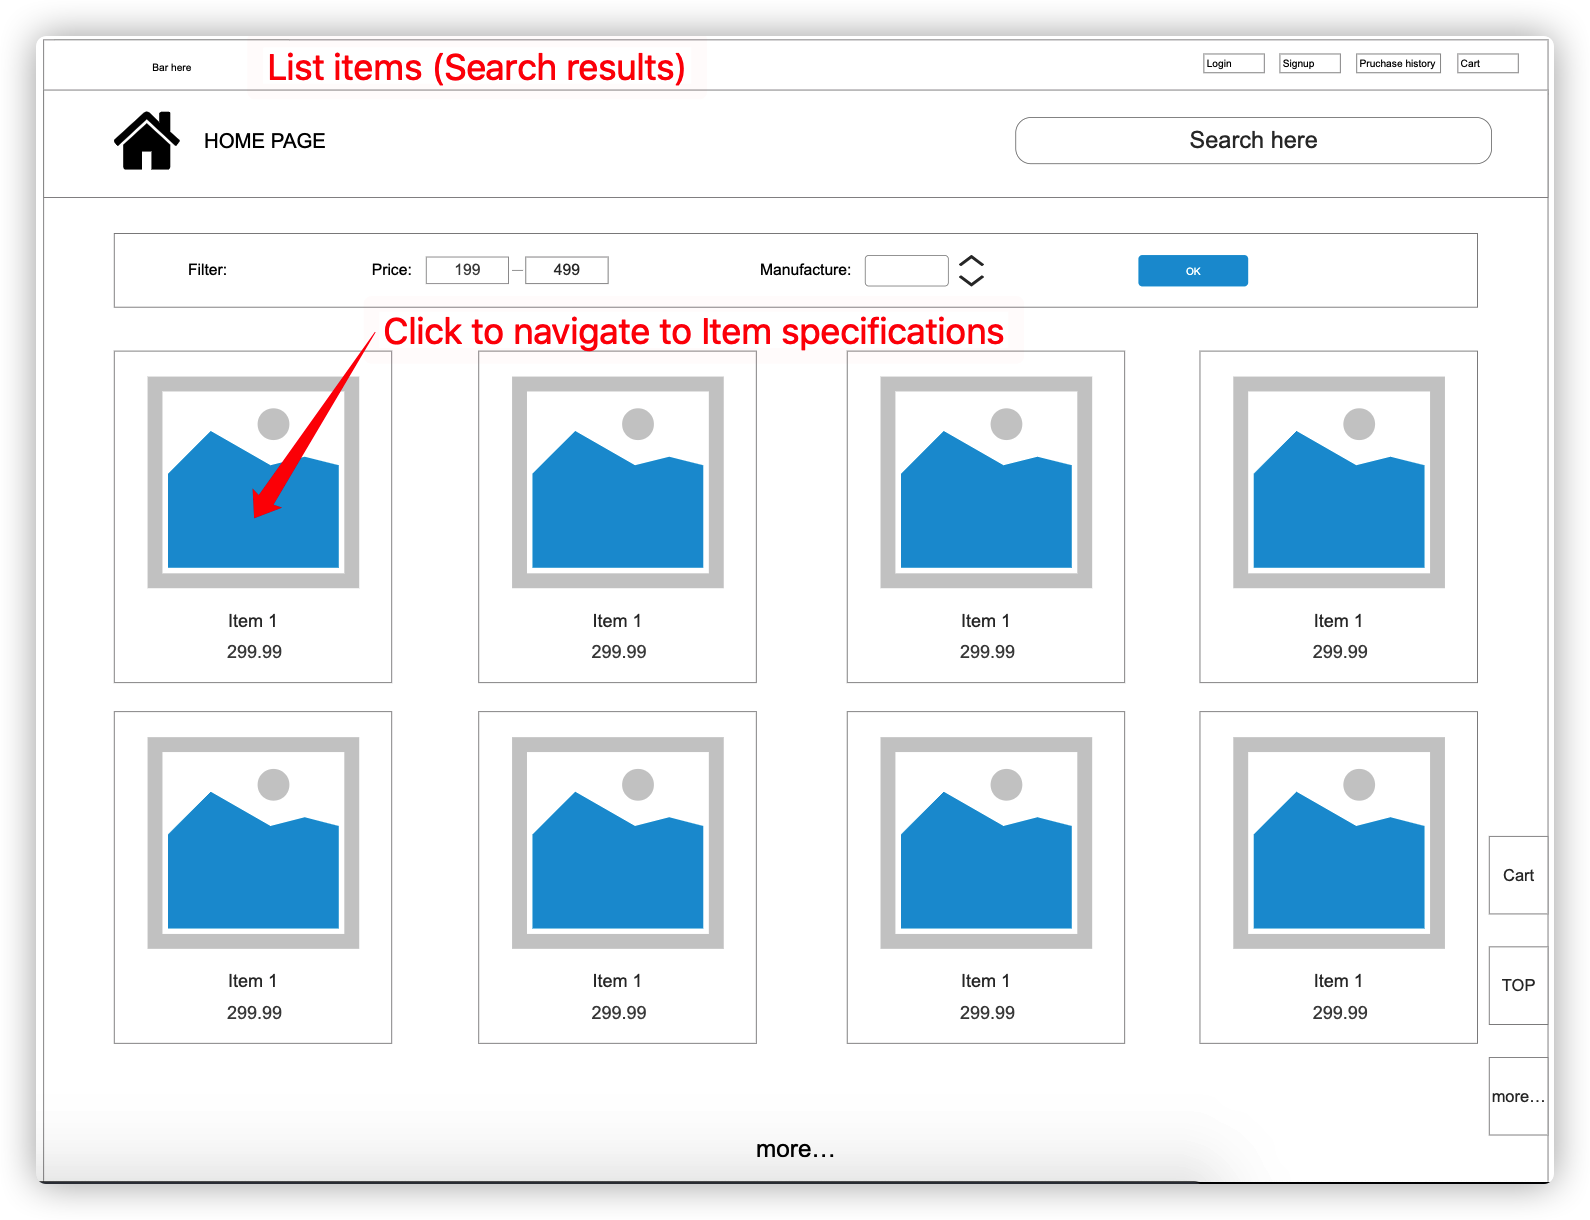 Bar here
List items (Search results)
Login
Signup
Pruchase history
Cart
HOME PAGE
Search here
Filter:
Price:
199
499
Manufacture:
OK
Click to navigate to Item specifications
Item 1
299.99
Item 1
299.99
Item 1
299.99
Item 1
299.99
Item 1
299.99
Item 1
299.99
Item 1
299.99
Item 1
299.99
Cart
TOP
more...
more...